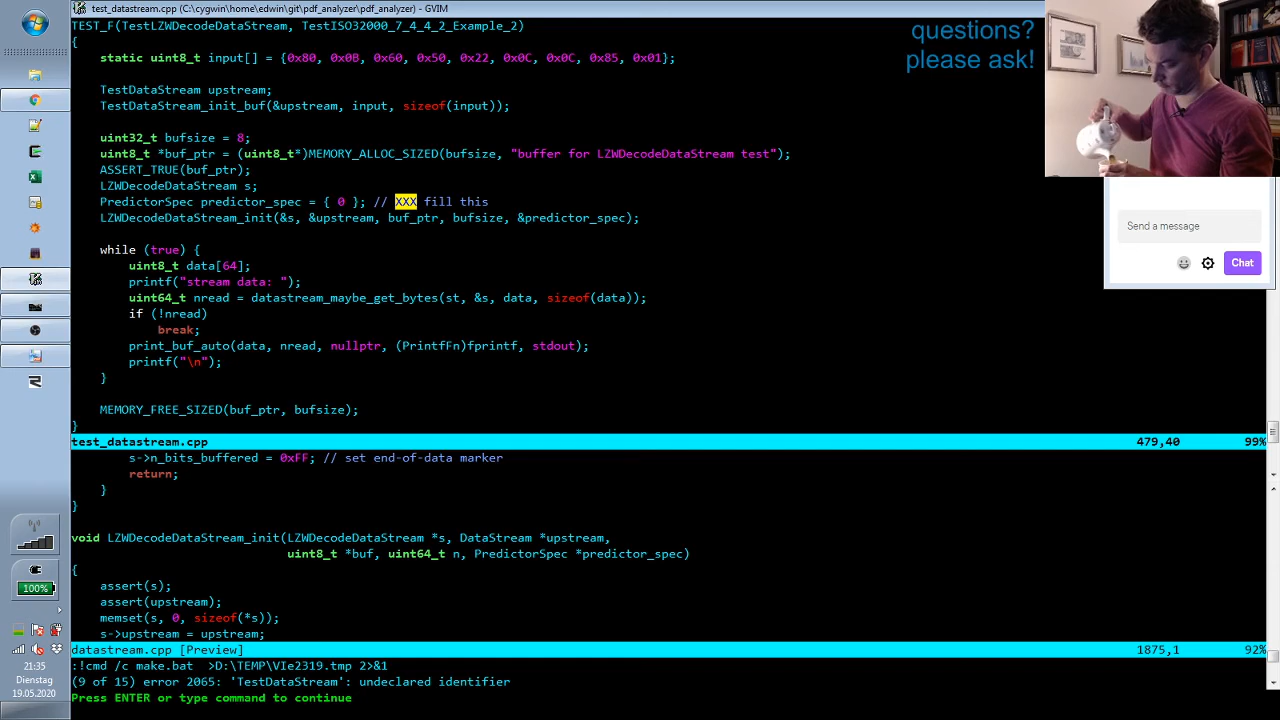 test_datastream.cpp (C:\cygwin\home\edwin\git\pdf_analyzer\pdf_analyzer) - GVIM
TEST_F(TestLZWDecodeDataStream, TestISO32000_7_4_4_2_Example_2)
{
    static uint8_t input[] = {0x80, 0x0B, 0x60, 0x50, 0x22, 0x0C, 0x0C, 0x85, 0x01};
    TestDataStream upstream;
    TestDataStream_init_buf(&upstream, input, sizeof(input));
    uint32_t bufsize = 8;
    uint8_t *buf_ptr = (uint8_t*)MEMORY_ALLOC_SIZED(bufsize, "buffer for LZWDecodeDataStream test");
    ASSERT_TRUE(buf_ptr);
    LZWDecodeDataStream s;
    PredictorSpec predictor_spec = { 0 }; // XXX fill this
    LZWDecodeDataStream_init(&s, &upstream, buf_ptr, bufsize, &predictor_spec);
    while (true) {
        uint8_t data[64];
        printf("stream data: ");
        uint64_t nread = datastream_maybe_get_bytes(st, &s, data, sizeof(data));
        if (!nread)
            break;
        print_buf_auto(data, nread, nullptr, (PrintfFn)fprintf, stdout);
        printf("\n");
    }
    MEMORY_FREE_SIZED(buf_ptr, bufsize);
}
test_datastream.cpp 479,40 99%
        s->n_bits_buffered = 0xFF; // set end-of-data marker
        return;
    }
}
void LZWDecodeDataStream_init(LZWDecodeDataStream *s, DataStream *upstream,
                              uint8_t *buf, uint64_t n, PredictorSpec *predictor_spec)
{
    assert(s);
    assert(upstream);
    memset(s, 0, sizeof(*s));
    s->upstream = upstream;
datastream.cpp [Preview] 1875,1 92%
:!cmd /c make.bat  >D:\TEMP\VIe2319.tmp 2>&1
(9 of 15) error 2065: 'TestDataStream': undeclared identifier
Press ENTER or type command to continue
questions?
please ask!
Send a message
Chat
100%
21:35
Dienstag
19.05.2020